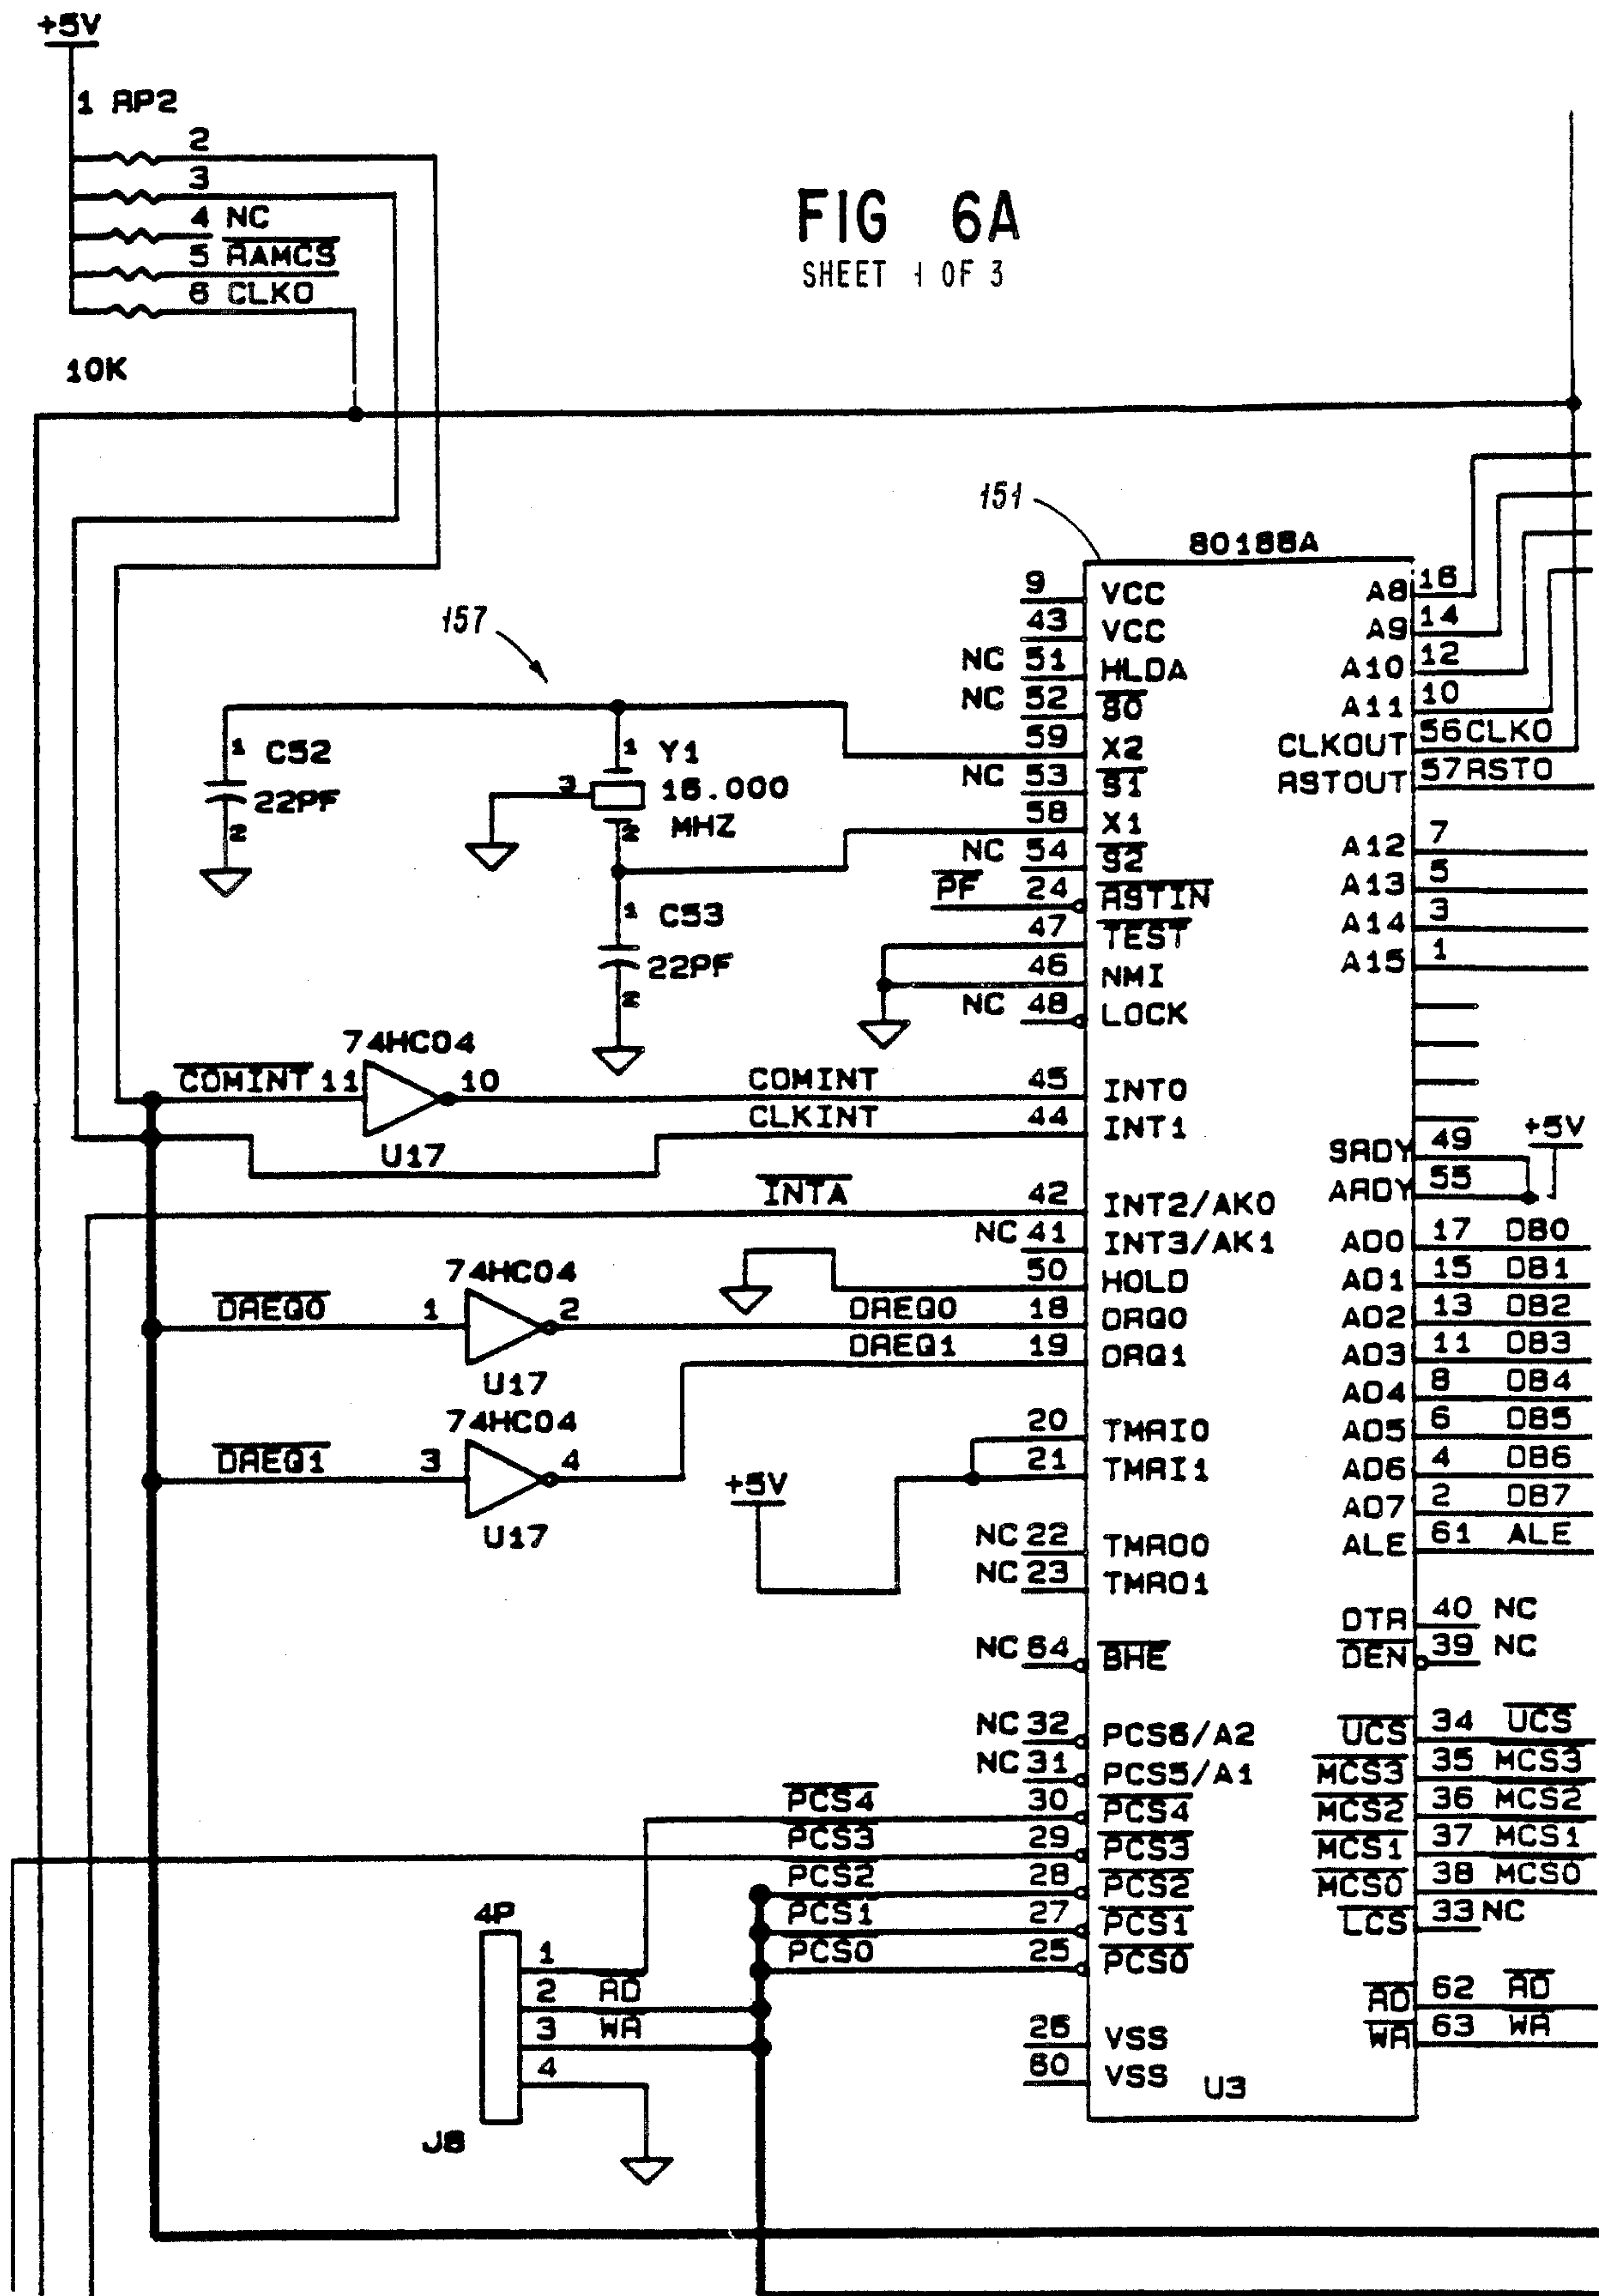 +5V
1 RP2
2
3
4 NC
5 RAMCS
6 CLKO
10K
FIG 6A
SHEET 1 OF 3
151
80188A
157
9 VCC
43 VCC
NC 51 HLDA
NC 52 S0
59 X2
NC 53 S1
58 X1
NC 54 S2
PF 24 RSTIN
47 TEST
46 NMI
NC 48 LOCK
A8 16
A9 14
A10 12
A11 10
CLKOUT 56 CLKO
RSTOUT 57 RSTO
A12 7
A13 5
A14 3
A15 1
1 C52
22PF
2
1 Y1
3 16.000
MHZ
2
1 C53
22PF
2
74HC04
COMINT 11 10 COMINT 45 INT0
CLKINT 44 INT1
U17
INTA 42 INT2/AK0
NC 41 INT3/AK1
50 HOLD
74HC04
DREQ0 1 2 DREQ0 18 DRQ0
DREQ1 19 DRQ1
U17
74HC04
DREQ1 3 4
U17
+5V
20 TMRI0
21 TMRI1
NC 22 TMRO0
NC 23 TMRO1
NC 64 BHE
SRDY 49 +5V
ARDY 55
AD0 17 DB0
AD1 15 DB1
AD2 13 DB2
AD3 11 DB3
AD4 8 DB4
AD5 6 DB5
AD6 4 DB6
AD7 2 DB7
ALE 61 ALE
DTR 40 NC
DEN 39 NC
NC 32 PCS6/A2
NC 31 PCS5/A1
PCS4 30 PCS4
PCS3 29 PCS3
PCS2 28 PCS2
PCS1 27 PCS1
PCS0 25 PCS0
UCS 34 UCS
MCS3 35 MCS3
MCS2 36 MCS2
MCS1 37 MCS1
MCS0 38 MCS0
LCS 33 NC
4P
1
2 RD
3 WR
4
26 VSS
60 VSS
U3
RD 62 RD
WR 63 WR